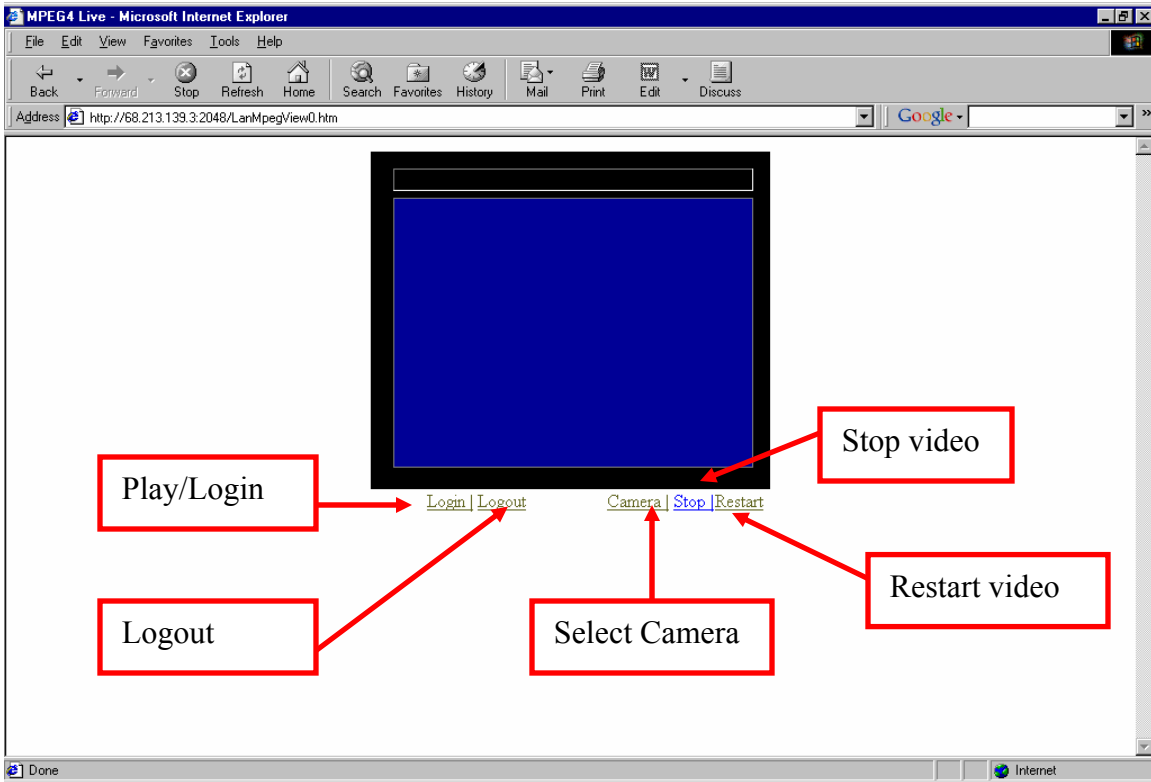 MPEG4 Live - Microsoft Internet Explorer
File Edit View Favorites Tools Help
Back Forward Stop Refresh Home Search Favorites History Mail Print Edit Discuss
Address http://68.213.139.3:2048/LanMpegView0.htm Google »
Stop video
Play/Login
Login | Logout Camera | Stop | Restart
Restart video
Logout
Select Camera
Done Internet